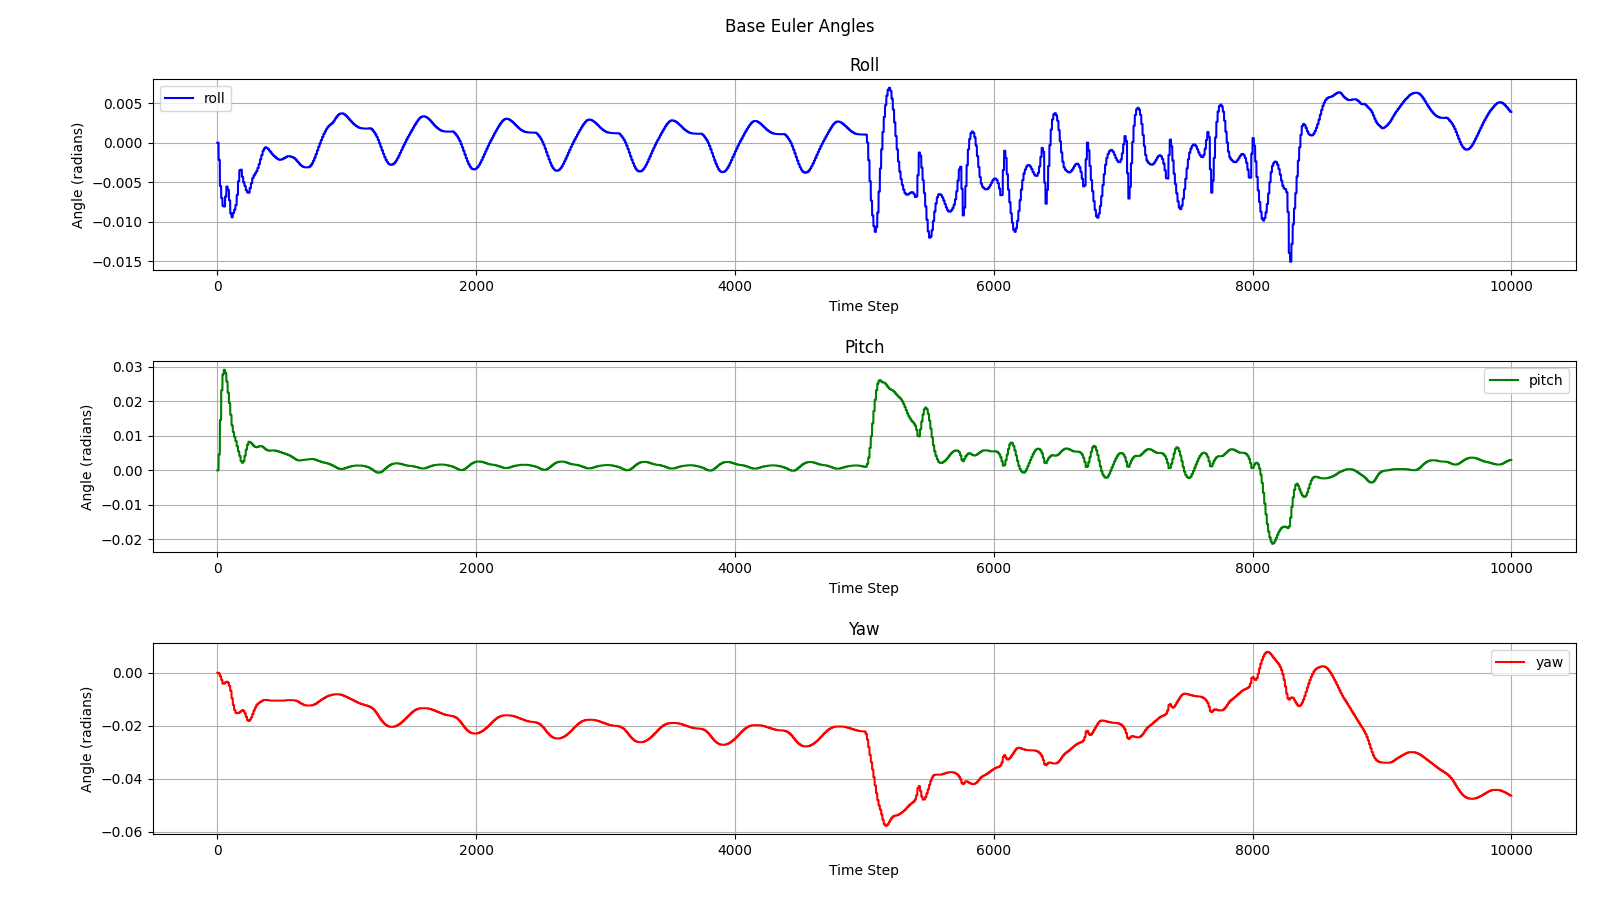 Base Euler Angles
Roll
roll
0.005
0.000
−0.005
−0.010
−0.015
Angle (radians)
0 2000 4000 6000 8000 10000
Time Step
Pitch
pitch
0.03
0.02
0.01
0.00
−0.01
−0.02
Angle (radians)
0 2000 4000 6000 8000 10000
Time Step
Yaw
yaw
0.00
−0.02
−0.04
−0.06
Angle (radians)
0 2000 4000 6000 8000 10000
Time Step